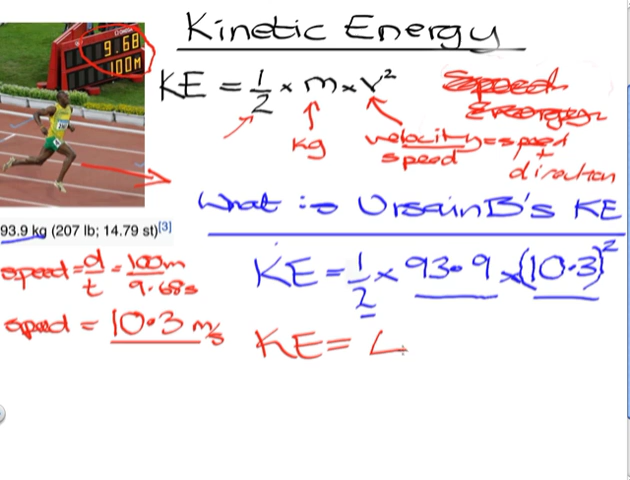 Kinetic Energy
9.68
100M
KE = 1/2 × m × v²
kg
velocity = speed + direction
speed
What is UrsainB's KE
93.9 kg (207 lb; 14.79 st)[3]
speed = d/t = 100m/9.68s
KE = 1/2 × 93.9 × (10.3)²
speed = 10.3 m/s
KE = 4